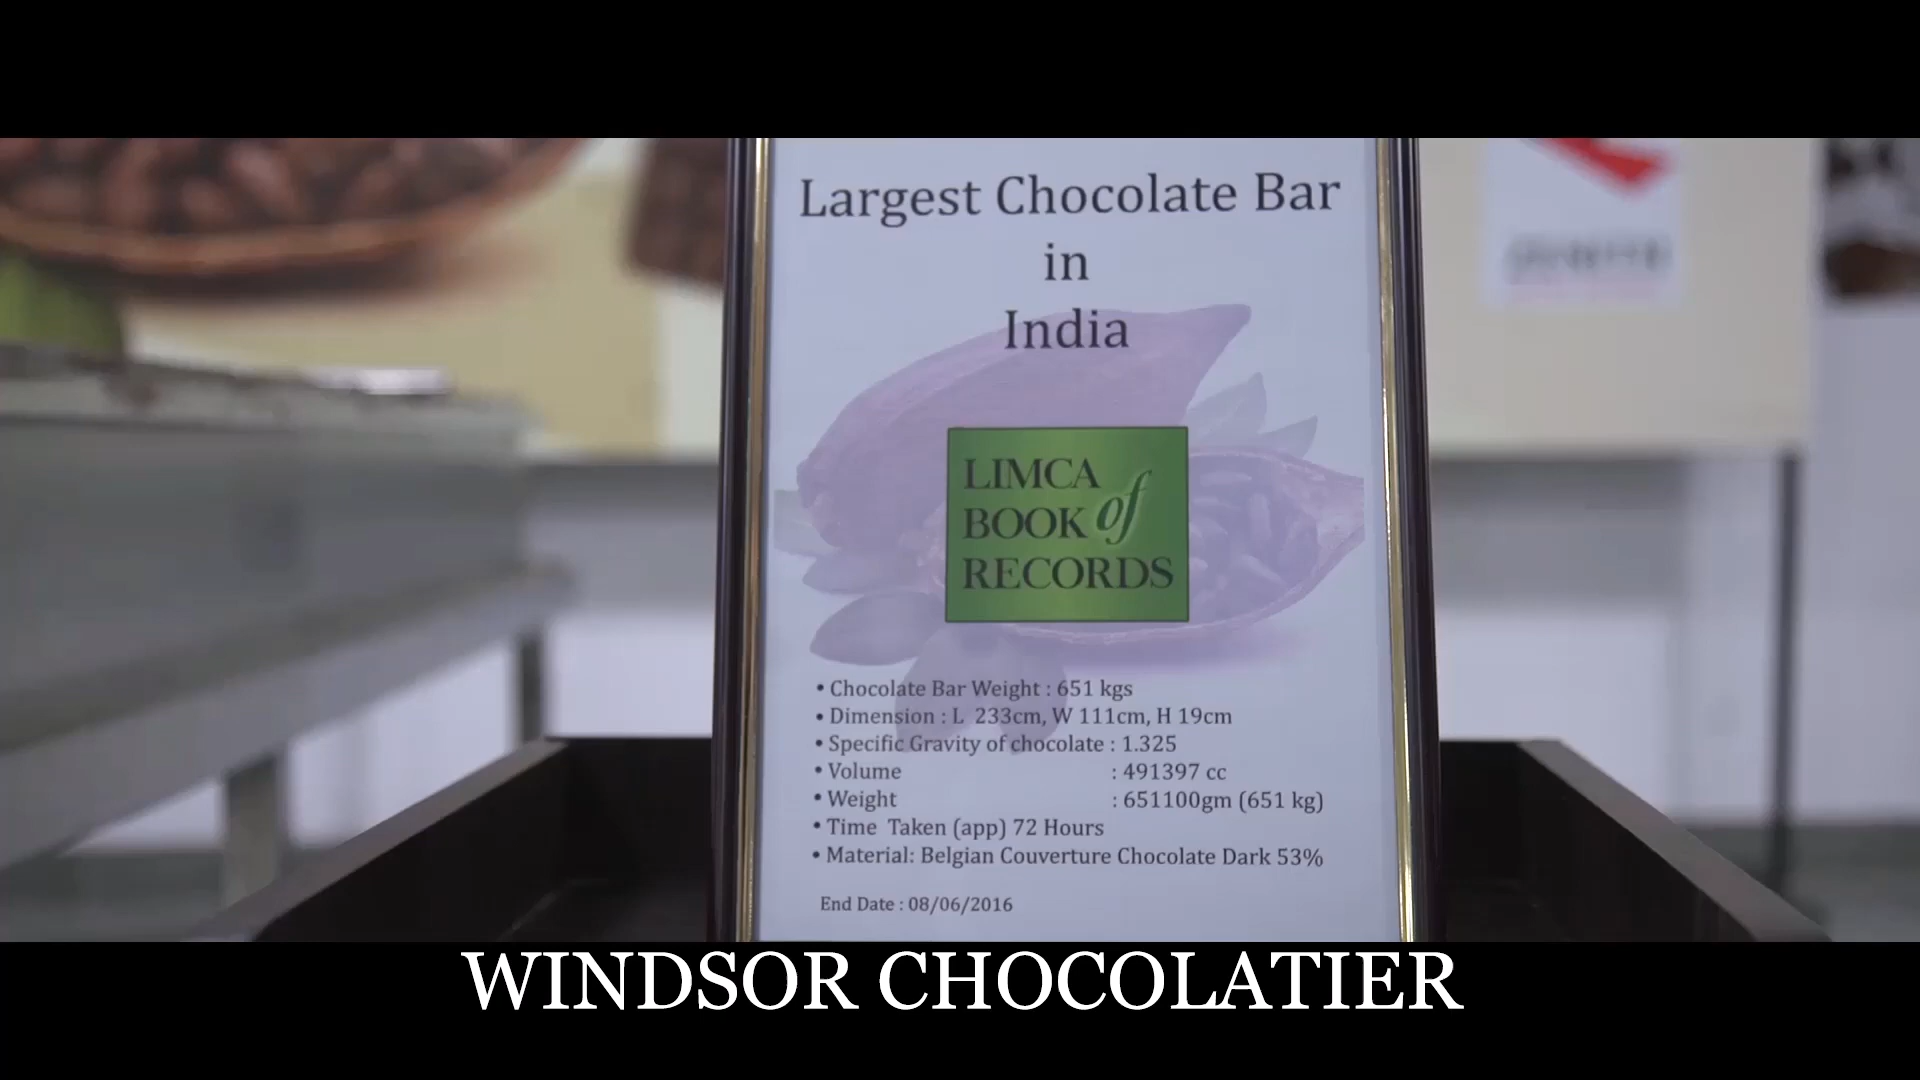 Largest Chocolate Bar
in
India
LIMCA
BOOK of
RECORDS
• Chocolate Bar Weight : 651 kgs
• Dimension : L 233cm, W 111cm, H 19cm
• Specific Gravity of chocolate : 1.325
• Volume : 491397 cc
• Weight : 651100gm (651 kg)
• Time Taken (app) 72 Hours
• Material: Belgian Couverture Chocolate Dark 53%
End Date : 08/06/2016
WINDSOR CHOCOLATIER